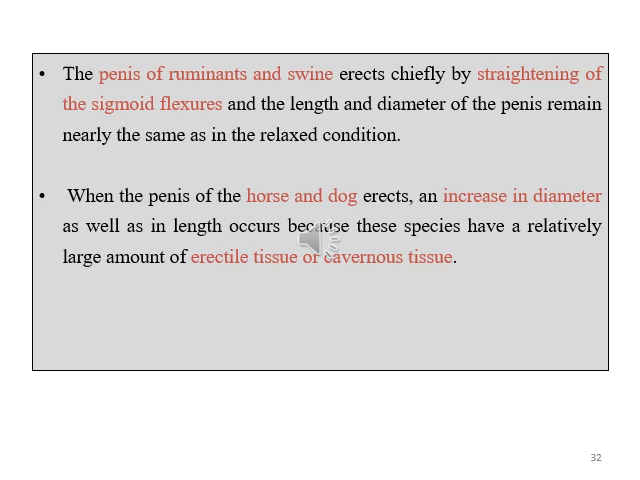 • The penis of ruminants and swine erects chiefly by straightening of
the sigmoid flexures and the length and diameter of the penis remain
nearly the same as in the relaxed condition.
• When the penis of the horse and dog erects, an increase in diameter
as well as in length occurs because these species have a relatively
large amount of erectile tissue or cavernous tissue.
32